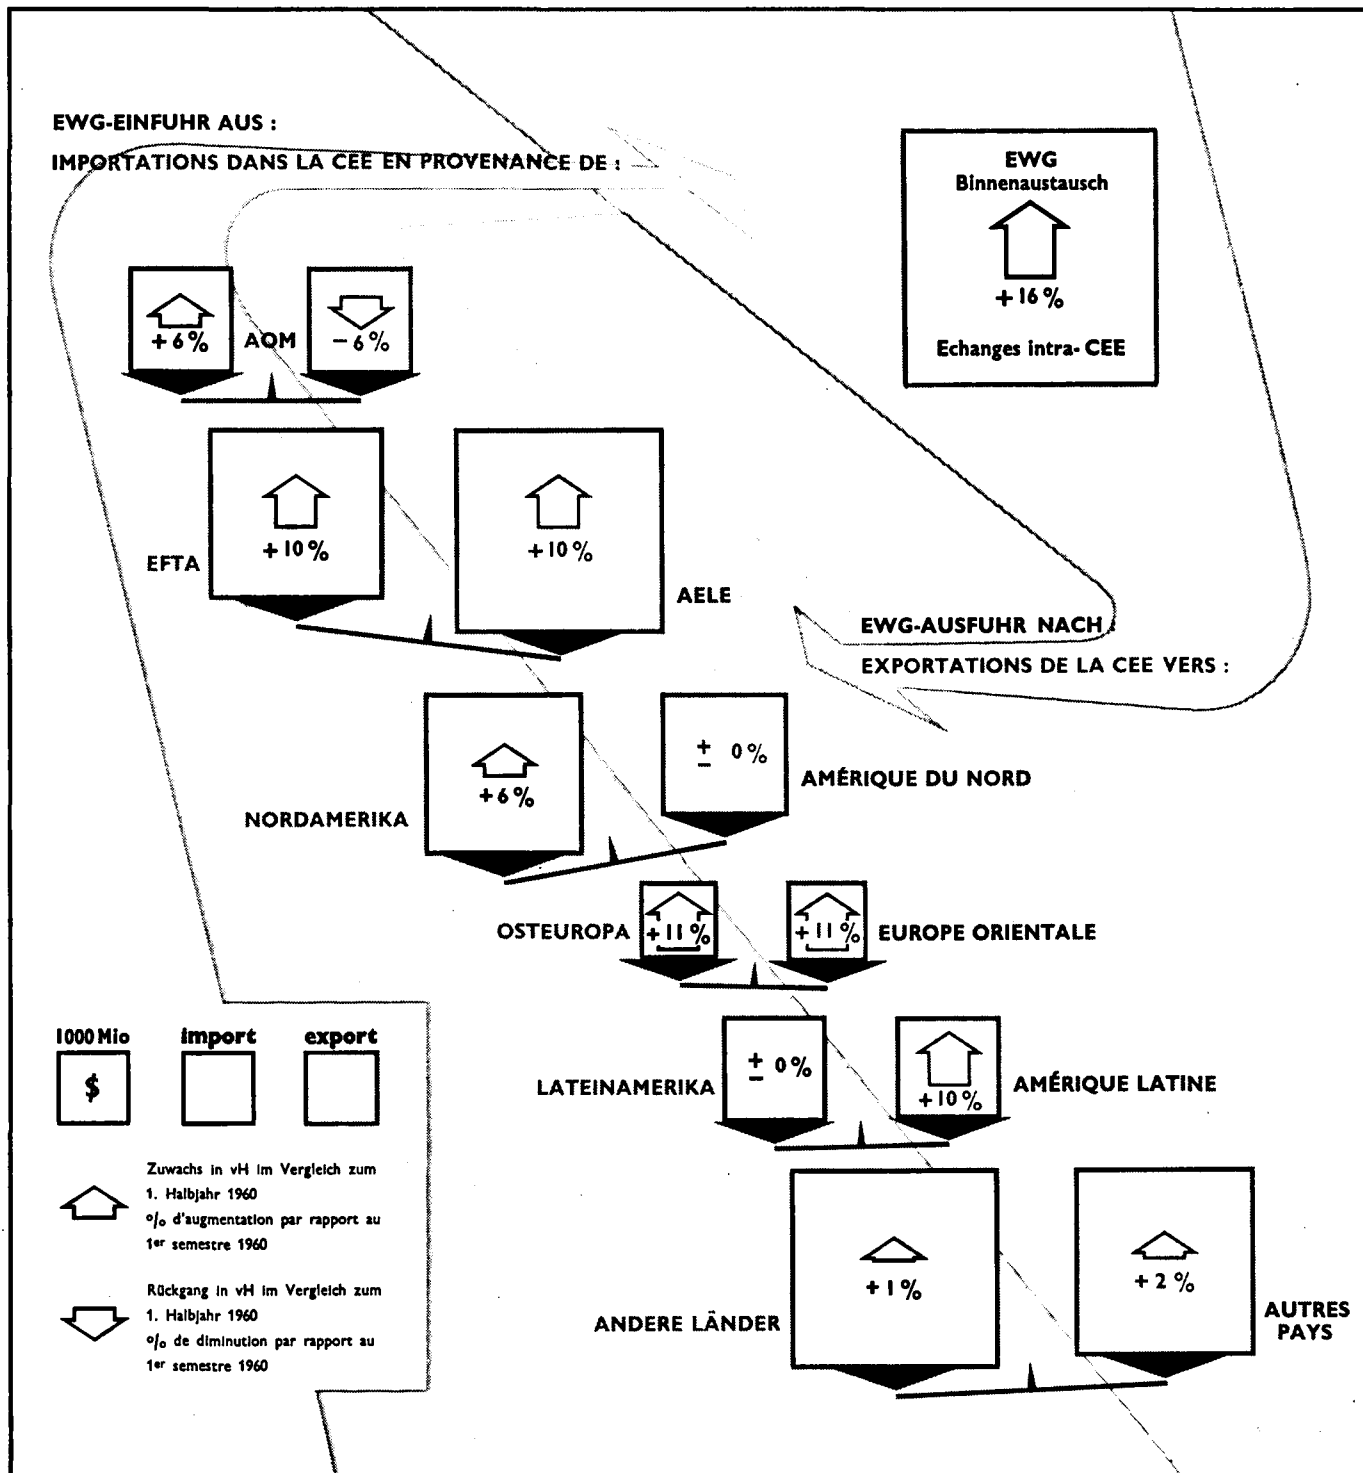 EWG-EINFUHR AUS :
IMPORTATIONS DANS LA CEE EN PROVENANCE DE :
EWG
Binnenaustausch
+ 16 %
Echanges intra- CEE
+ 6 %
AOM
- 6 %
+ 10 %
+ 10 %
EFTA
AELE
EWG-AUSFUHR NACH :
EXPORTATIONS DE LA CEE VERS :
± 0 %
+ 6 %
AMÉRIQUE DU NORD
NORDAMERIKA
OSTEUROPA
+ 11 %
+ 11 %
EUROPE ORIENTALE
1000 Mio
import
export
$
± 0 %
LATEINAMERIKA
+ 10 %
AMÉRIQUE LATINE
Zuwachs in vH im Vergleich zum
1. Halbjahr 1960
% d'augmentation par rapport au
1er semestre 1960
Rückgang in vH im Vergleich zum
1. Halbjahr 1960
% de diminution par rapport au
1er semestre 1960
+ 1 %
+ 2 %
ANDERE LÄNDER
AUTRES
PAYS